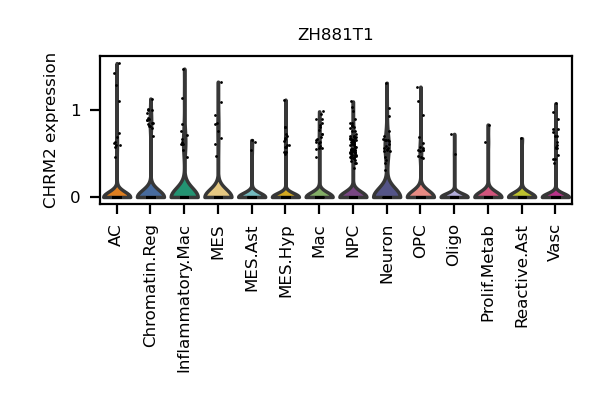 ZH881T1
CHRM2 expression
1
0
AC
Chromatin.Reg
Inflammatory.Mac
MES
MES.Ast
MES.Hyp
Mac
NPC
Neuron
OPC
Oligo
Prolif.Metab
Reactive.Ast
Vasc